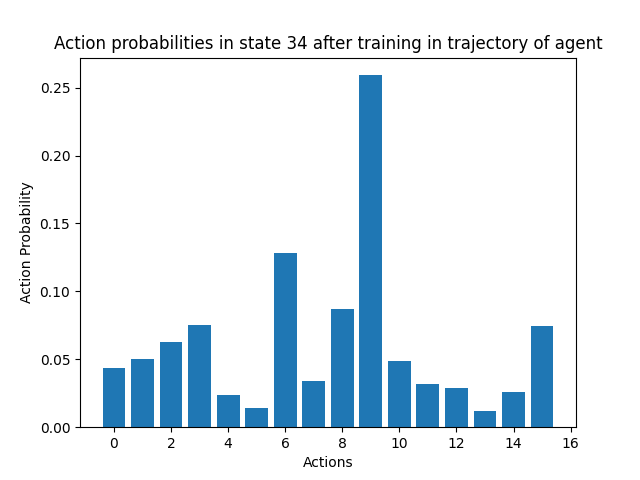 Action probabilities in state 34 after training in trajectory of agent
0.25
0.20
0.15
0.10
0.05
0.00
Action Probability
0 2 4 6 8 10 12 14 16
Actions